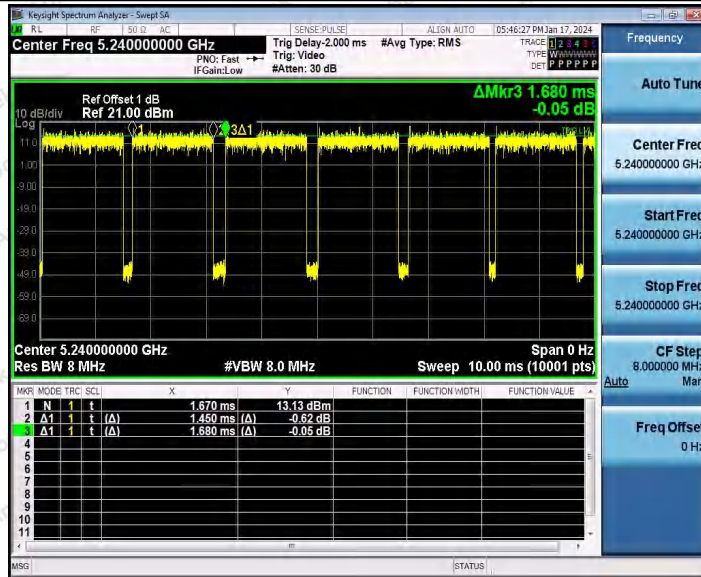 Keysight Spectrum Analyzer - Swept SA
RL RF 50 Ω AC SENSE:PULSE ALIGN AUTO 05:46:27 PM Jan 17, 2024
Center Freq 5.240000000 GHz
PNO: Fast
IFGain:Low
Trig Delay-2.000 ms
Trig: Video
#Atten: 30 dB
#Avg Type: RMS
TRACE 1 2 3 4 5 6
TYPE
DET P P P P P P
Ref Offset 1 dB
Ref 21.00 dBm
10 dB/div
Log
ΔMkr3 1.680 ms
-0.05 dB
3Δ1
11.0
1.00
-9.00
-19.0
-29.0
-39.0
-49.0
-59.0
-69.0
Center 5.240000000 GHz Span 0 Hz
Res BW 8 MHz #VBW 8.0 MHz Sweep 10.00 ms (10001 pts)
MKR MODE TRC SCL X Y FUNCTION FUNCTION WIDTH FUNCTION VALUE
1 N 1 t 1.670 ms 13.13 dBm
2 Δ1 1 t (Δ) 1.450 ms (Δ) -0.62 dB
3 Δ1 1 t (Δ) 1.680 ms (Δ) -0.05 dB
4
5
6
7
8
9
10
11
MSG STATUS
Frequency
Auto Tune
Center Freq
5.240000000 GHz
Start Freq
5.240000000 GHz
Stop Freq
5.240000000 GHz
CF Step
8.000000 MHz
Auto Man
Freq Offset
0 Hz